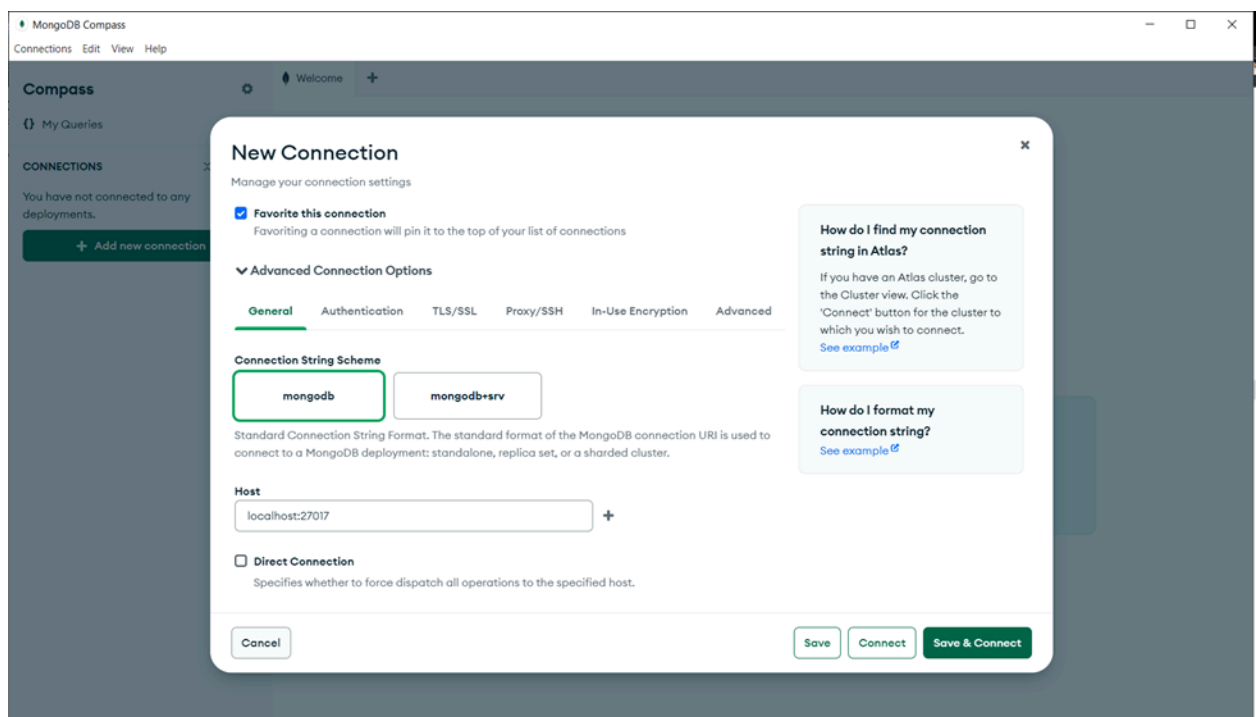 MongoDB Compass
Connections Edit View Help
Compass
Welcome
{} My Queries
CONNECTIONS
You have not connected to any
deployments.
+ Add new connection
New Connection
Manage your connection settings
Favorite this connection
Favoriting a connection will pin it to the top of your list of connections
Advanced Connection Options
General Authentication TLS/SSL Proxy/SSH In-Use Encryption Advanced
Connection String Scheme
mongodb mongodb+srv
Standard Connection String Format. The standard format of the MongoDB connection URI is used to
connect to a MongoDB deployment: standalone, replica set, or a sharded cluster.
Host
localhost:27017
Direct Connection
Specifies whether to force dispatch all operations to the specified host.
How do I find my connection
string in Atlas?
If you have an Atlas cluster, go to
the Cluster view. Click the
'Connect' button for the cluster to
which you wish to connect.
See example
How do I format my
connection string?
See example
Cancel Save Connect Save & Connect